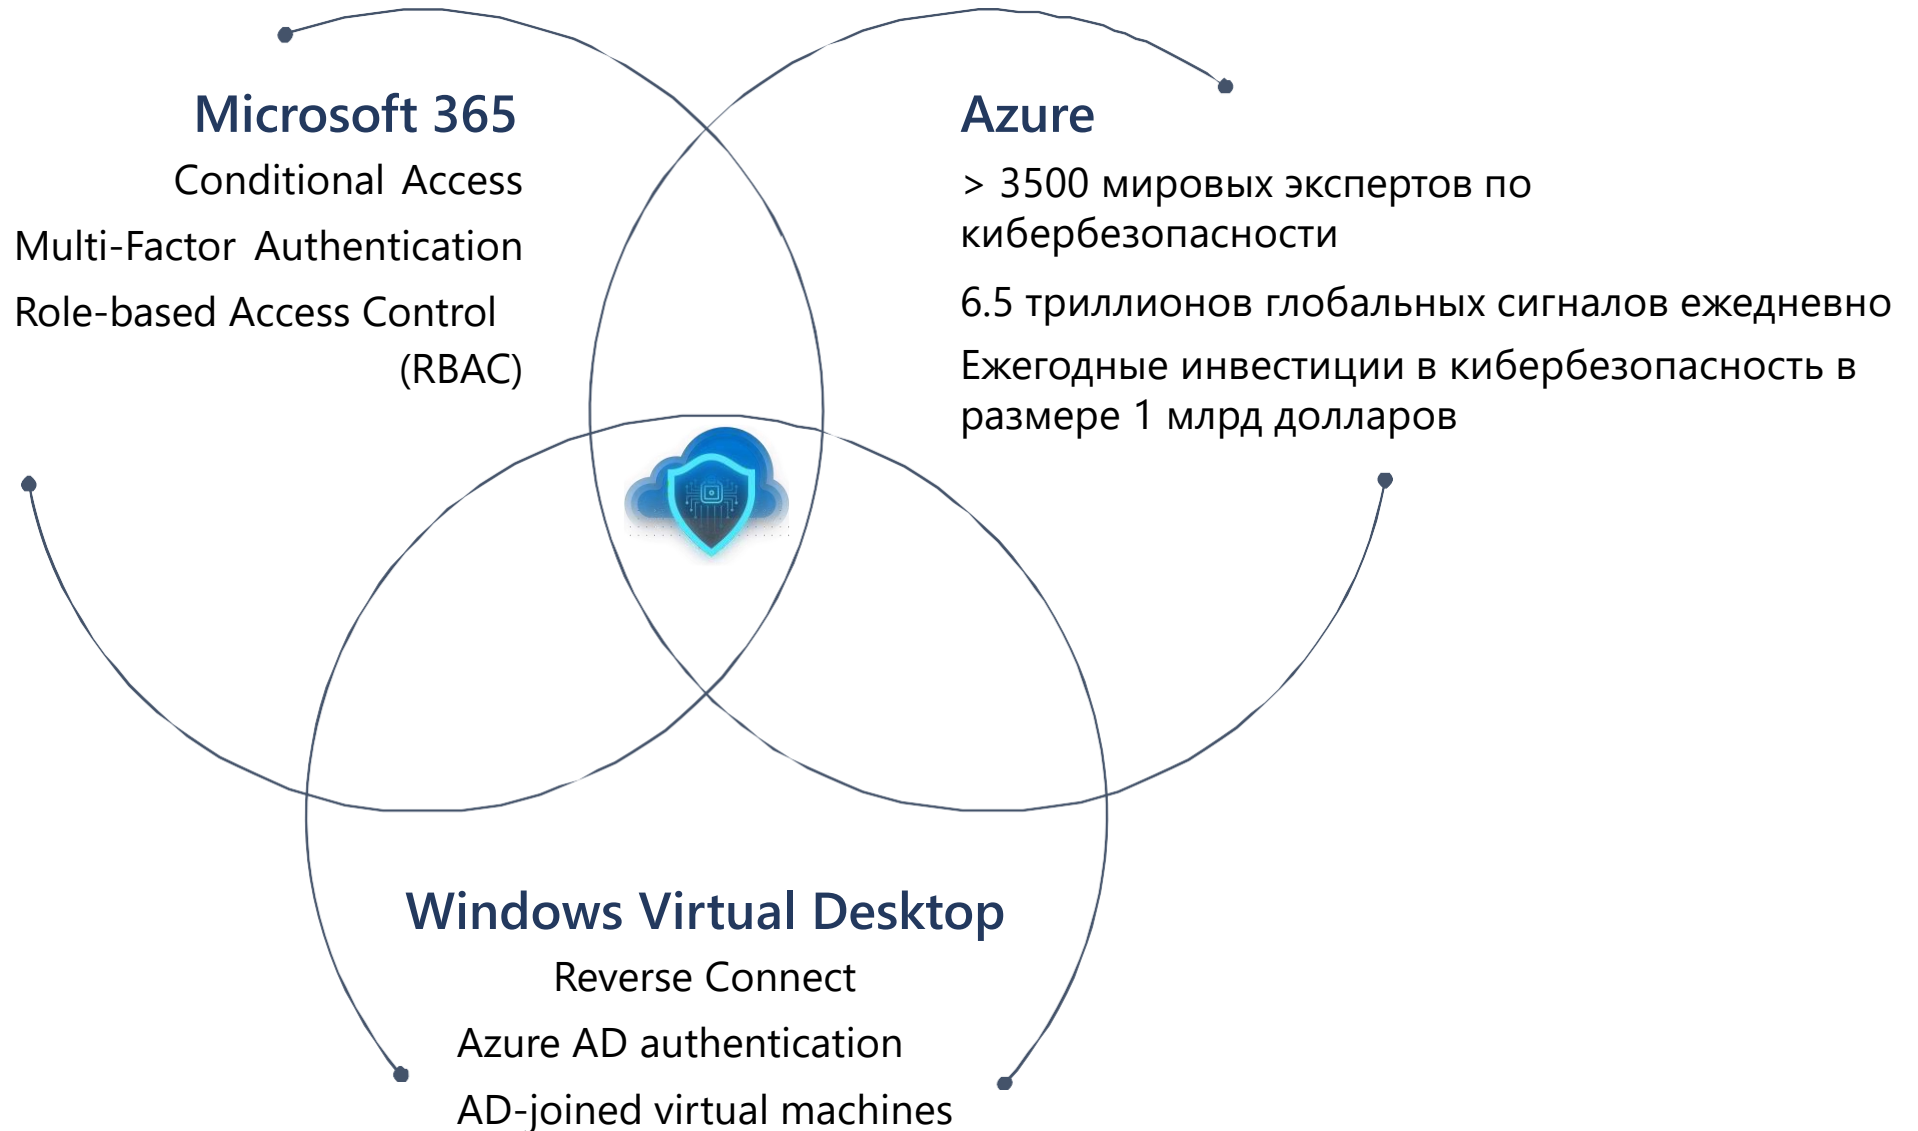 Microsoft 365
Conditional Access
Multi-Factor Authentication
Role-based Access Control
(RBAC)
Azure
> 3500 мировых экспертов по
кибербезопасности
6.5 триллионов глобальных сигналов ежедневно
Ежегодные инвестиции в кибербезопасность в
размере 1 млрд долларов
Windows Virtual Desktop
Reverse Connect
Azure AD authentication
AD-joined virtual machines